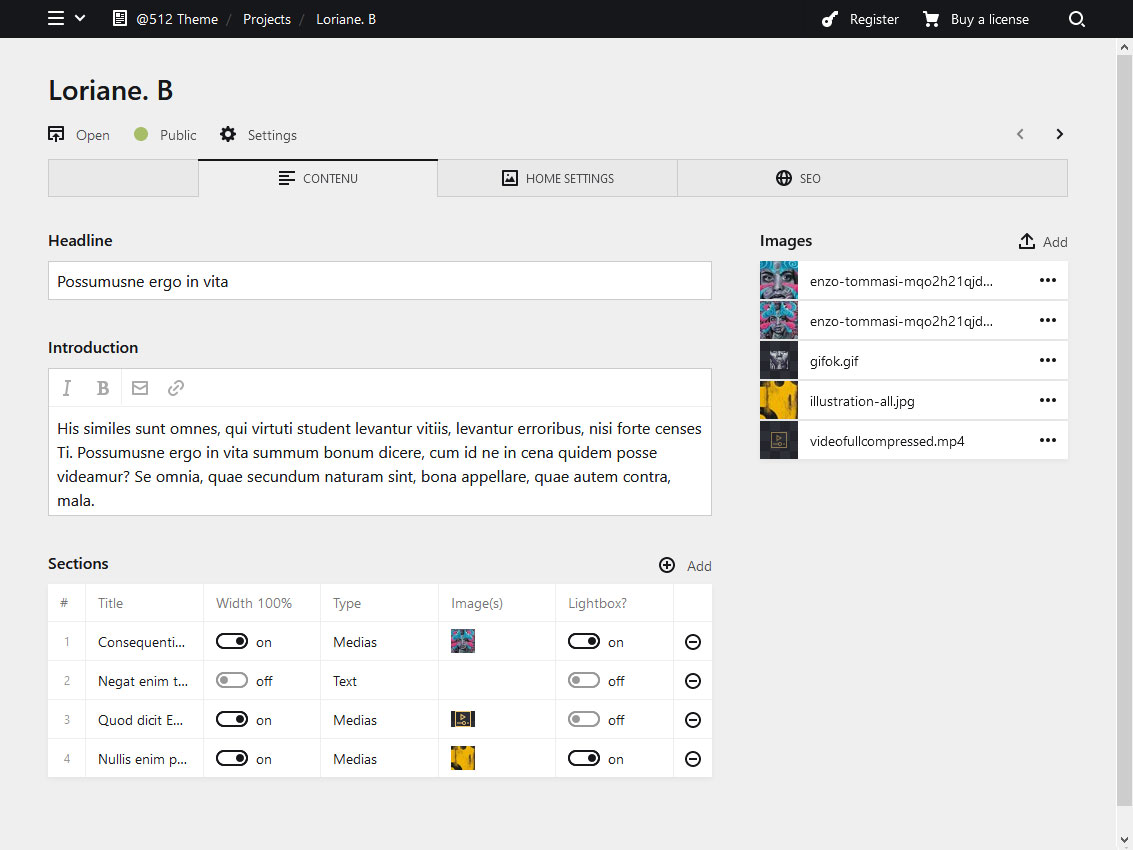 @512 Theme / Projects / Loriane. B
Register
Buy a license
Loriane. B
Open
Public
Settings
CONTENU
HOME SETTINGS
SEO
Headline
Possumusne ergo in vita
Introduction
I B
His similes sunt omnes, qui virtuti student levantur vitiis, levantur erroribus, nisi forte censes
Ti. Possumusne ergo in vita summum bonum dicere, cum id ne in cena quidem posse
videamur? Se omnia, quae secundum naturam sint, bona appellare, quae autem contra,
mala.
Images
Add
enzo-tommasi-mqo2h21qjd...
enzo-tommasi-mqo2h21qjd...
gifok.gif
illustration-all.jpg
videofullcompressed.mp4
Sections
Add
# Title Width 100% Type Image(s) Lightbox?
1 Consequenti... on Medias on
2 Negat enim t... off Text off
3 Quod dicit E... on Medias off
4 Nullis enim p... on Medias on